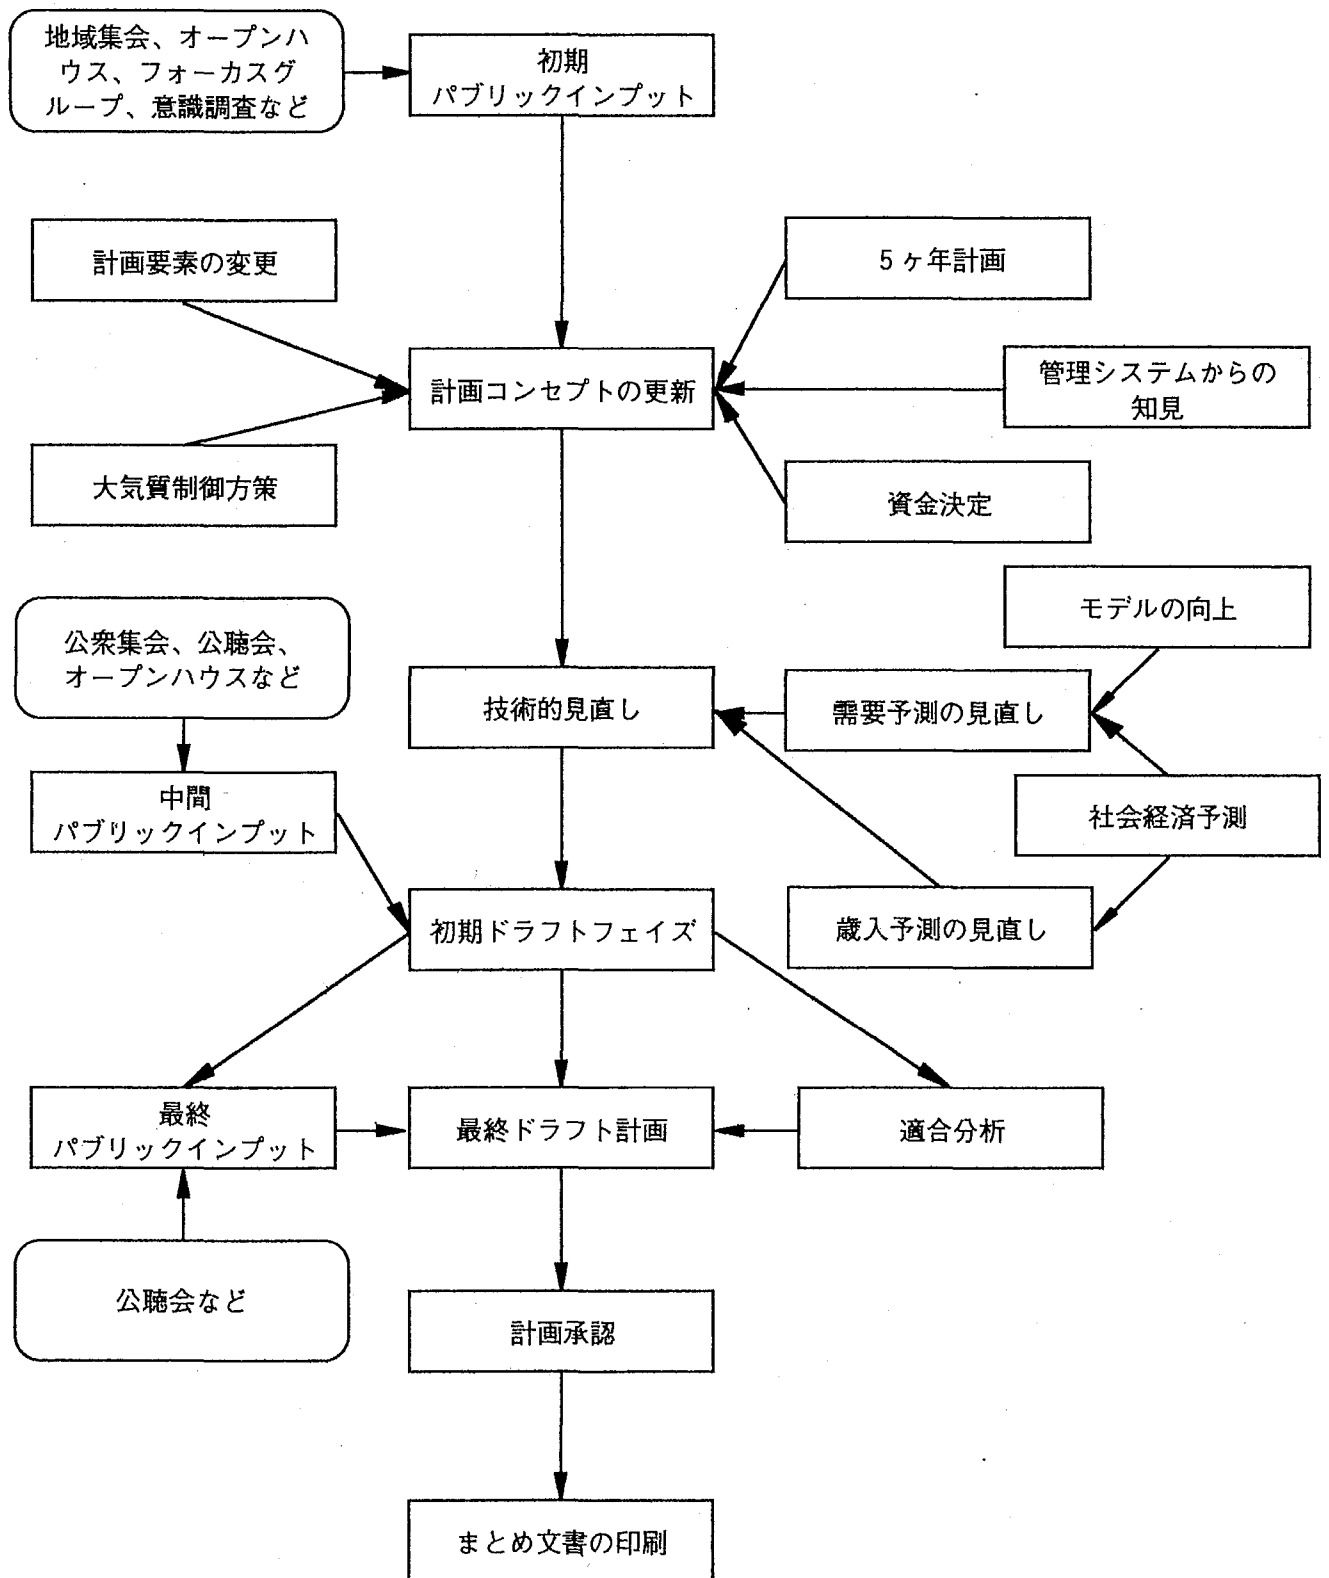 地域集会、オープンハ
ウス、フォーカスグ
ループ、意識調査など
初期
パブリックインプット
計画要素の変更
5ヶ年計画
計画コンセプトの更新
管理システムからの
知見
大気質制御方策
資金決定
モデルの向上
公衆集会、公聴会、
オープンハウスなど
技術的見直し
需要予測の見直し
中間
パブリックインプット
社会経済予測
初期ドラフトフェイズ
歳入予測の見直し
最終
パブリックインプット
最終ドラフト計画
適合分析
公聴会など
計画承認
まとめ文書の印刷